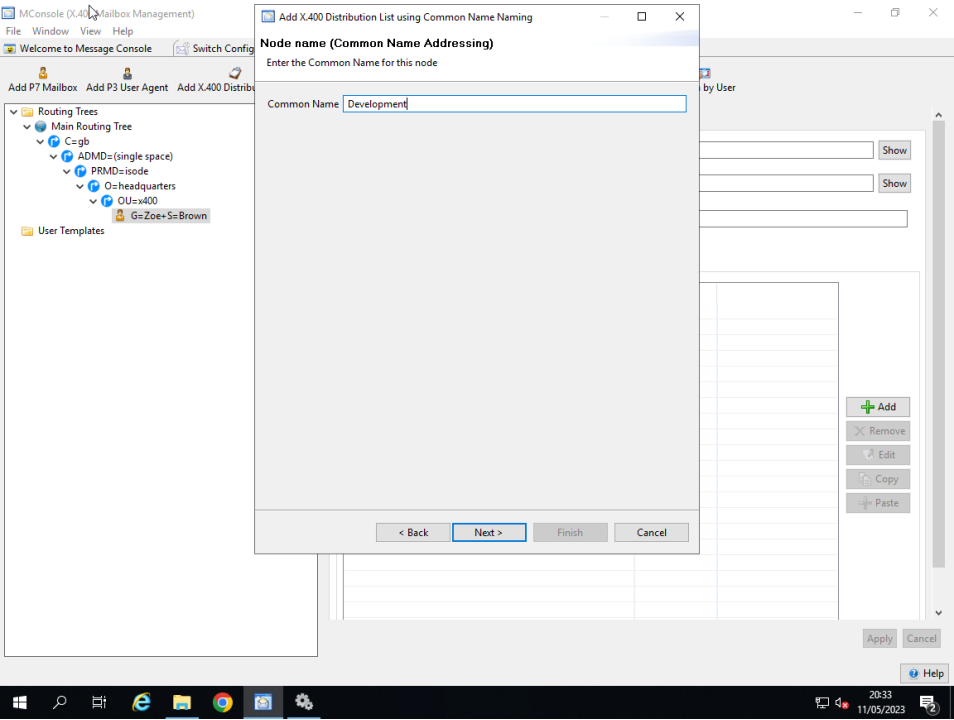 MConsole (X.40 Mailbox Management)
File Window View Help
Welcome to Message Console
Switch Config
Add P7 Mailbox
Add P3 User Agent
Add X.400 Distribu
by User
Routing Trees
Main Routing Tree
C=gb
ADMD=(single space)
PRMD=isode
O=headquarters
OU=x400
G=Zoe+S=Brown
User Templates
Add X.400 Distribution List using Common Name Naming
Node name (Common Name Addressing)
Enter the Common Name for this node
Common Name Development
< Back
Next >
Finish
Cancel
Show
Show
Add
Remove
Edit
Copy
Paste
Apply
Cancel
Help
20:33
11/05/2023
2